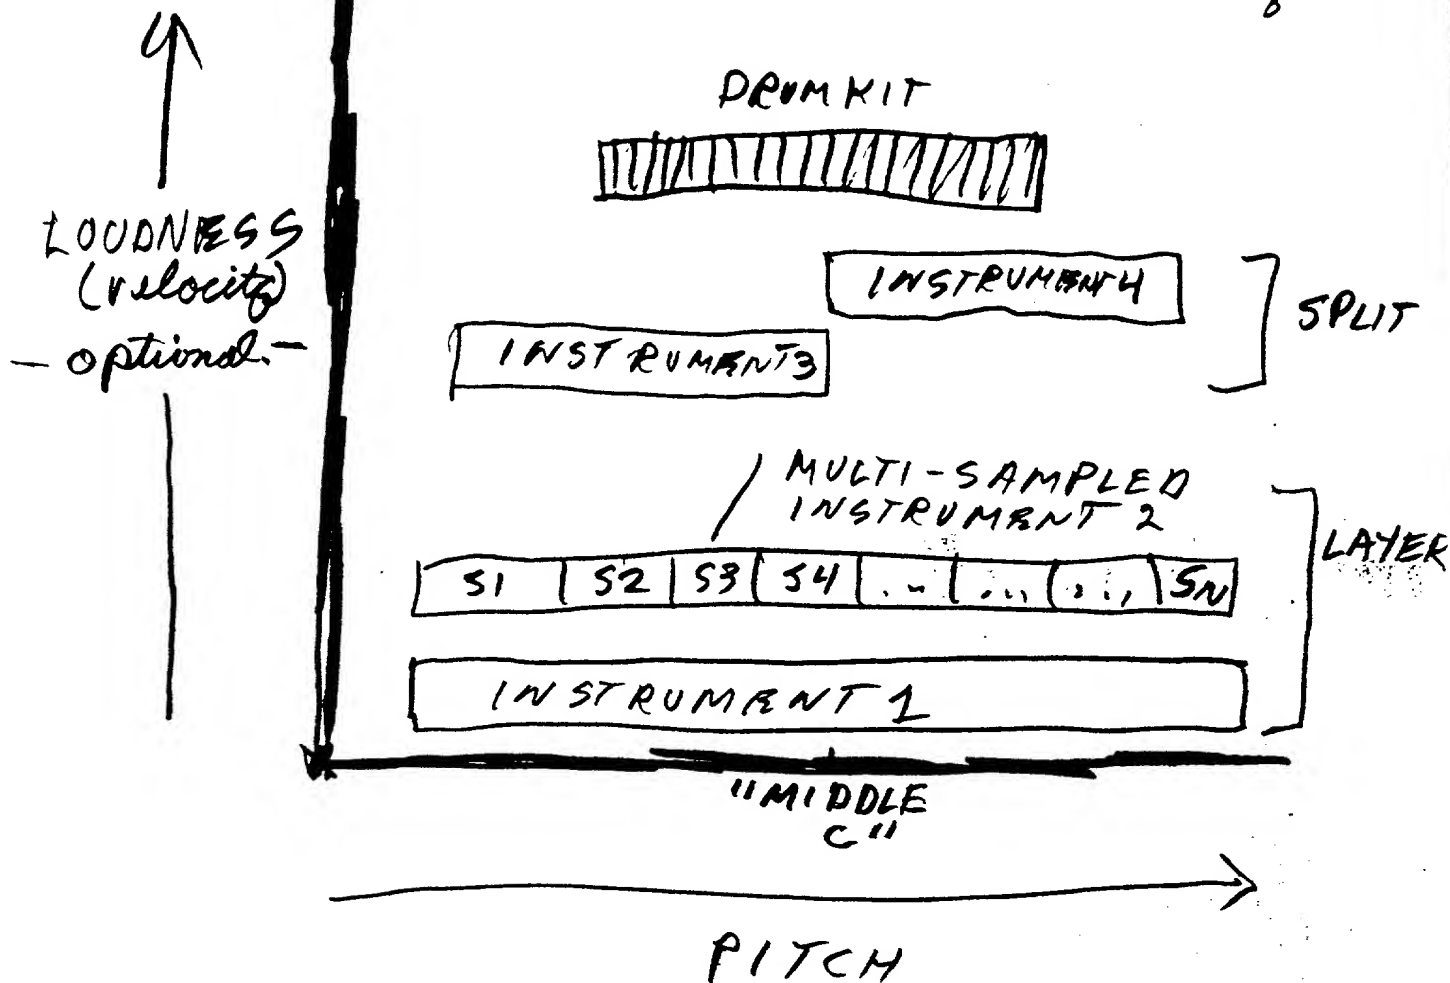 DRUM KIT
LOUDNESS
(velocity)
- optional. -
INSTRUMENT 4
SPLIT
INSTRUMENT 3
MULTI-SAMPLED
INSTRUMENT 2
LAYER
S1 S2 S3 S4 ... ... ... SN
INSTRUMENT 1
"MIDDLE
C"
PITCH